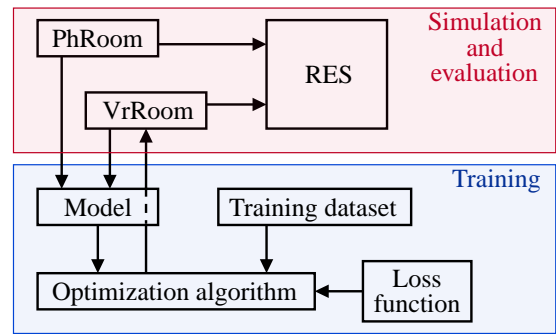 PhRoom
Simulation
and
evaluation
RES
VrRoom
Training
Model
Training dataset
Optimization algorithm
Loss
function